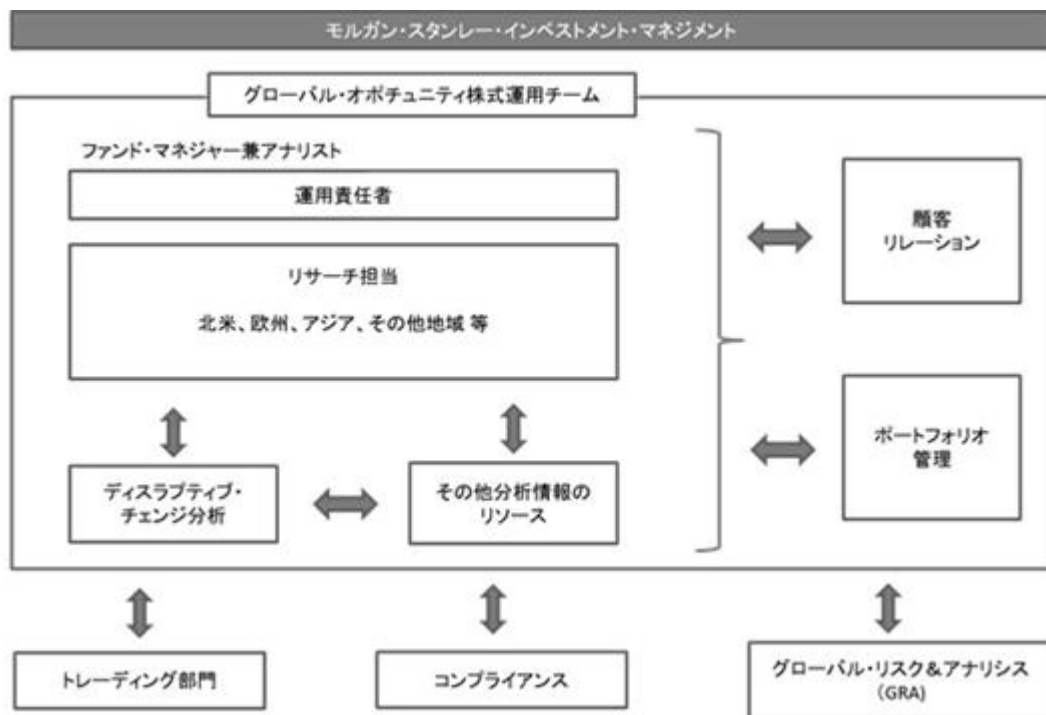 モルガン・スタンレー・インベストメント・マネジメント
グローバル・オポチュニティ株式運用チーム
ファンド・マネジャー兼アナリスト
運用責任者
リサーチ担当
北米、欧州、アジア、その他地域 等
顧客
リレーション
ディスラプティブ・
チェンジ分析
その他分析情報の
リソース
ポートフォリオ
管理
トレーディング部門
コンプライアンス
グローバル・リスク&アナリシス
(GRA)